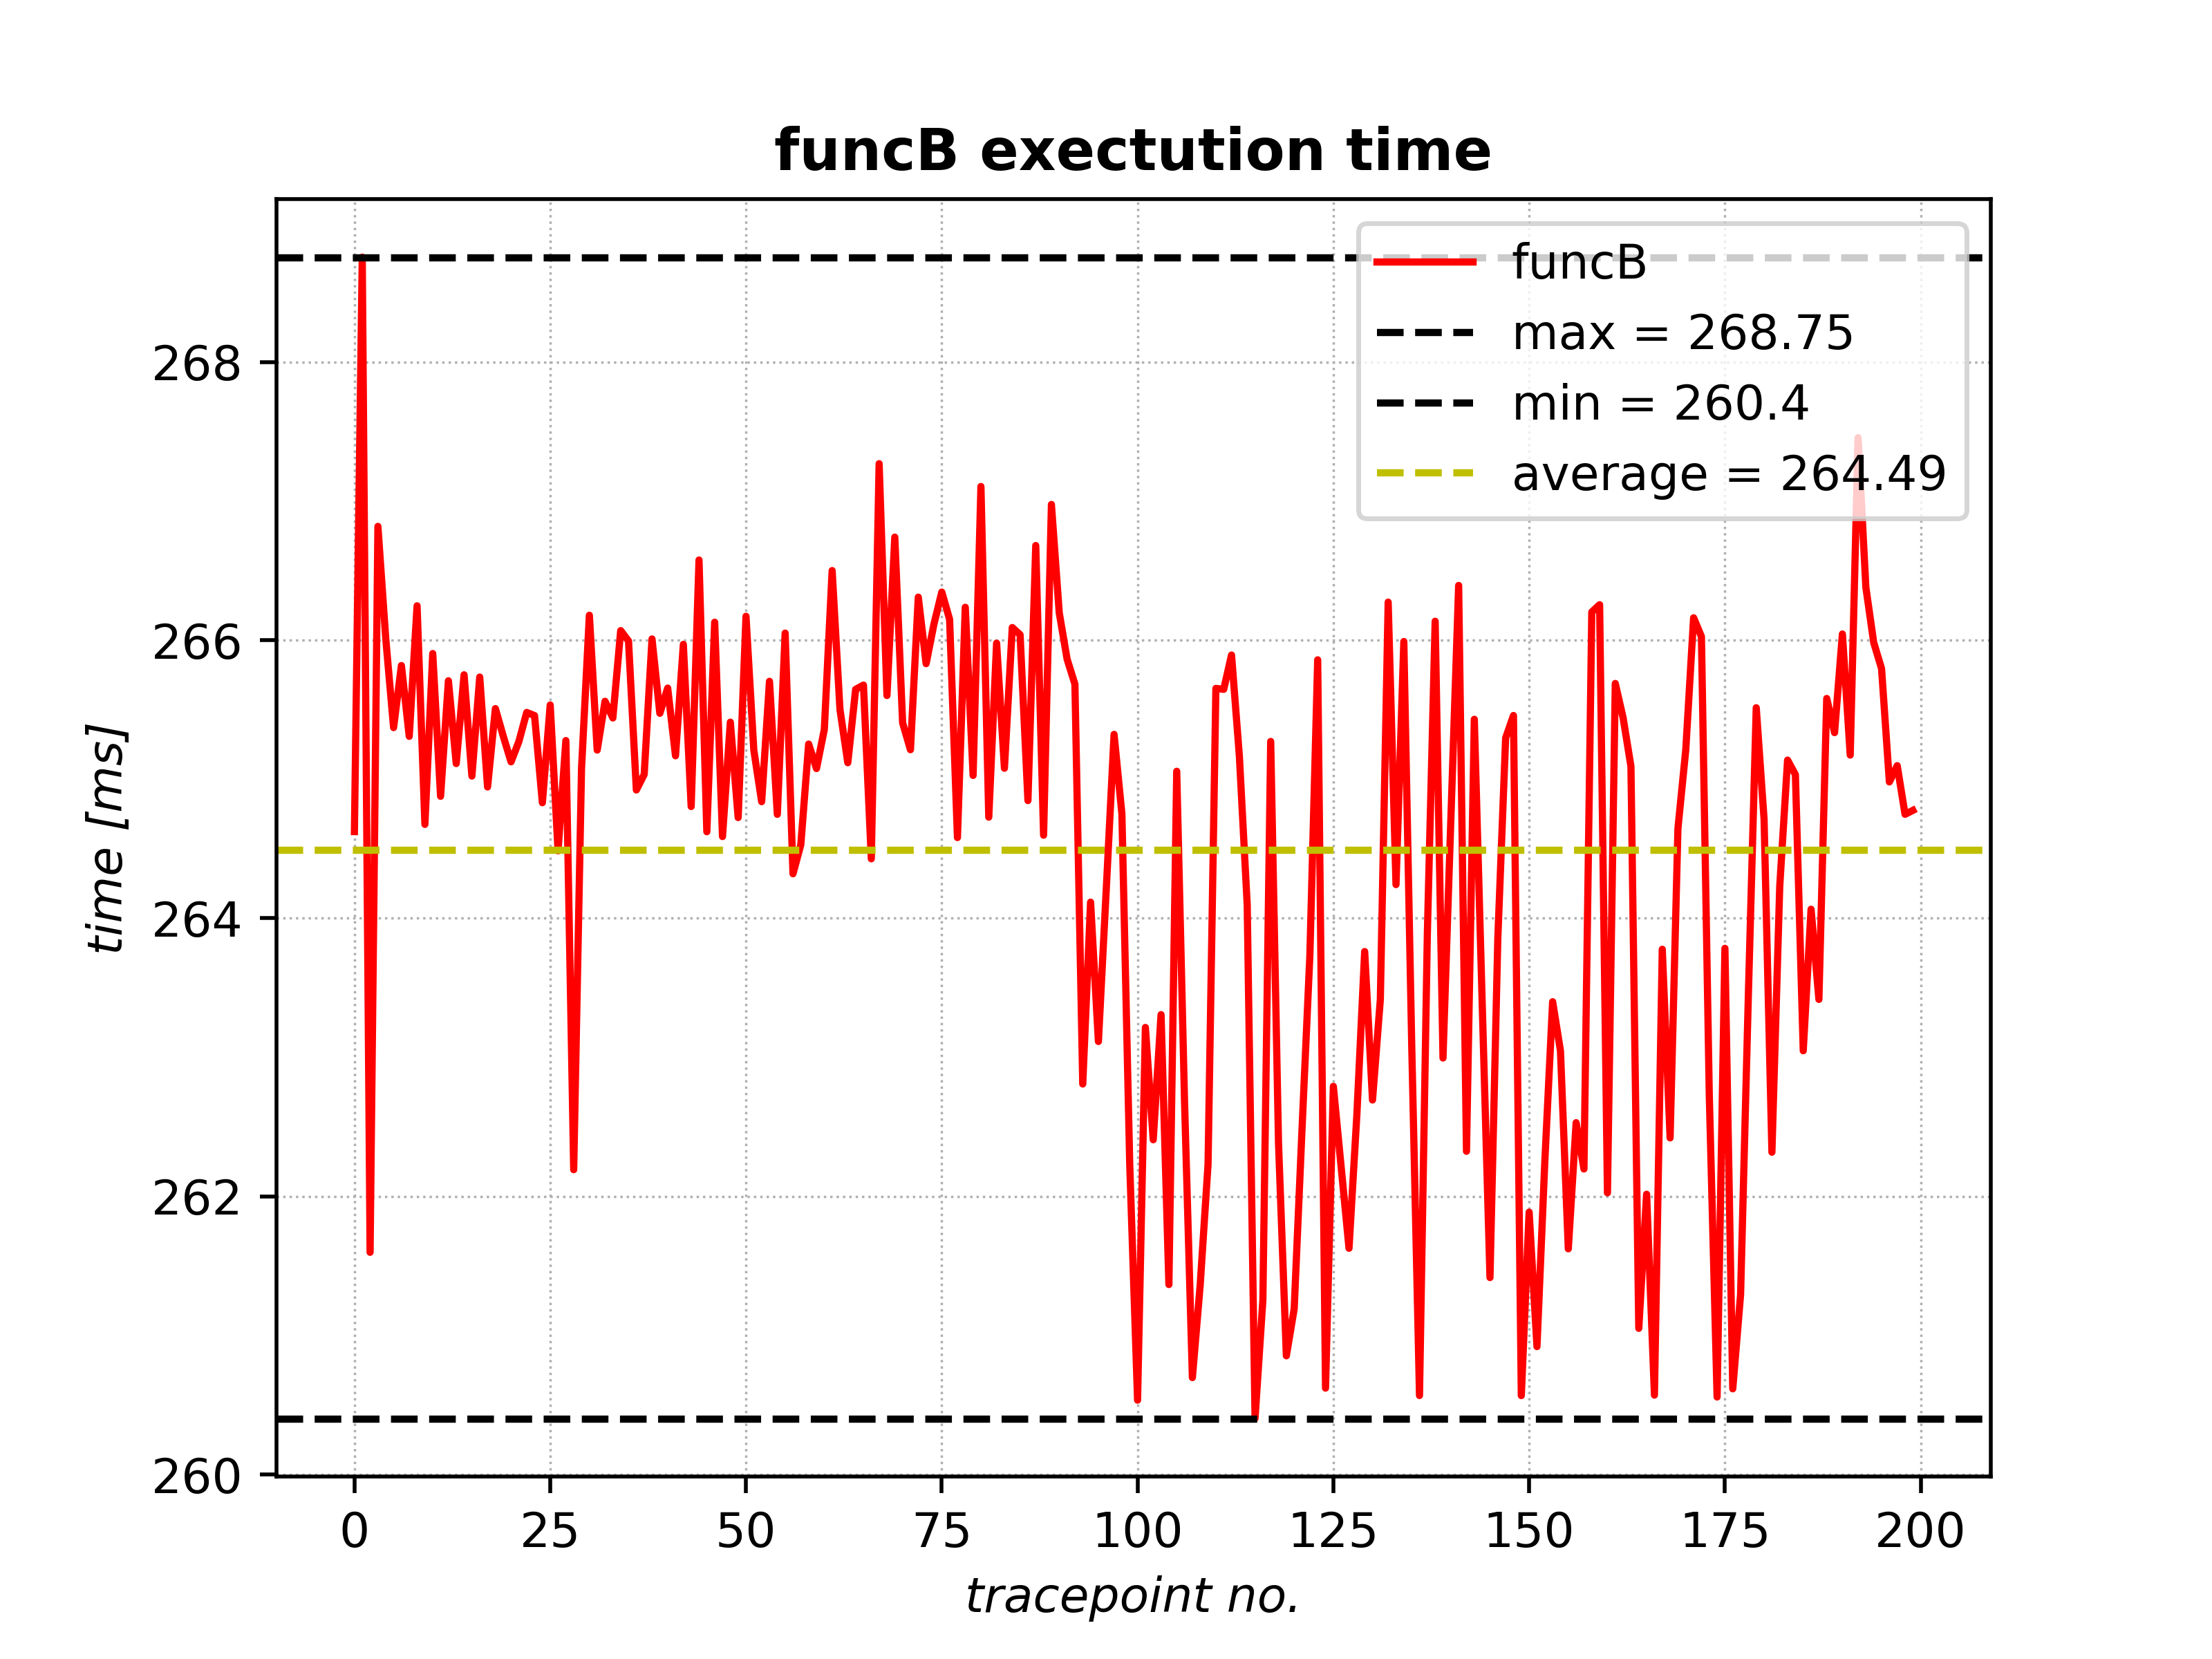 funcB exectution time
funcB
max = 268.75
min = 260.4
average = 264.49
268
266
264
262
260
time [ms]
0 25 50 75 100 125 150 175 200
tracepoint no.